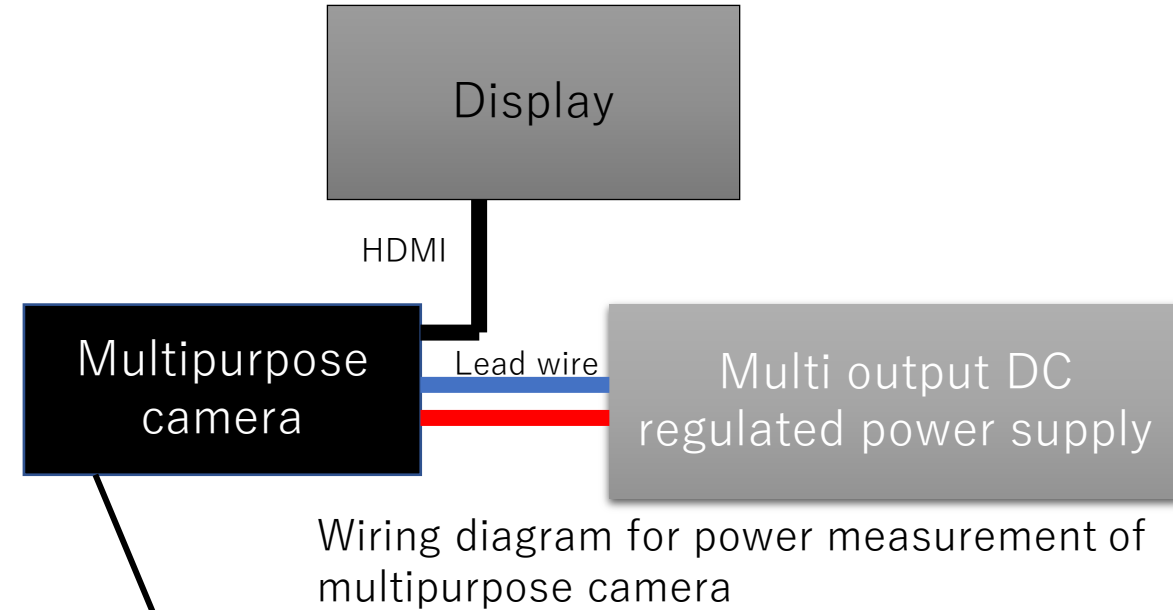 Display
HDMI
Multipurpose
camera
Lead wire
Multi output DC
regulated power supply
Wiring diagram for power measurement of
multipurpose camera